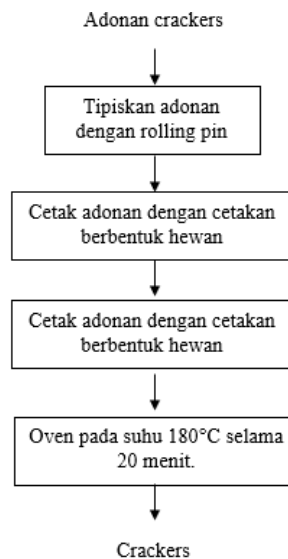 Adonan crackers
Tipiskan adonan
dengan rolling pin
Cetak adonan dengan cetakan
berbentuk hewan
Cetak adonan dengan cetakan
berbentuk hewan
Oven pada suhu 180°C selama
20 menit.
Crackers